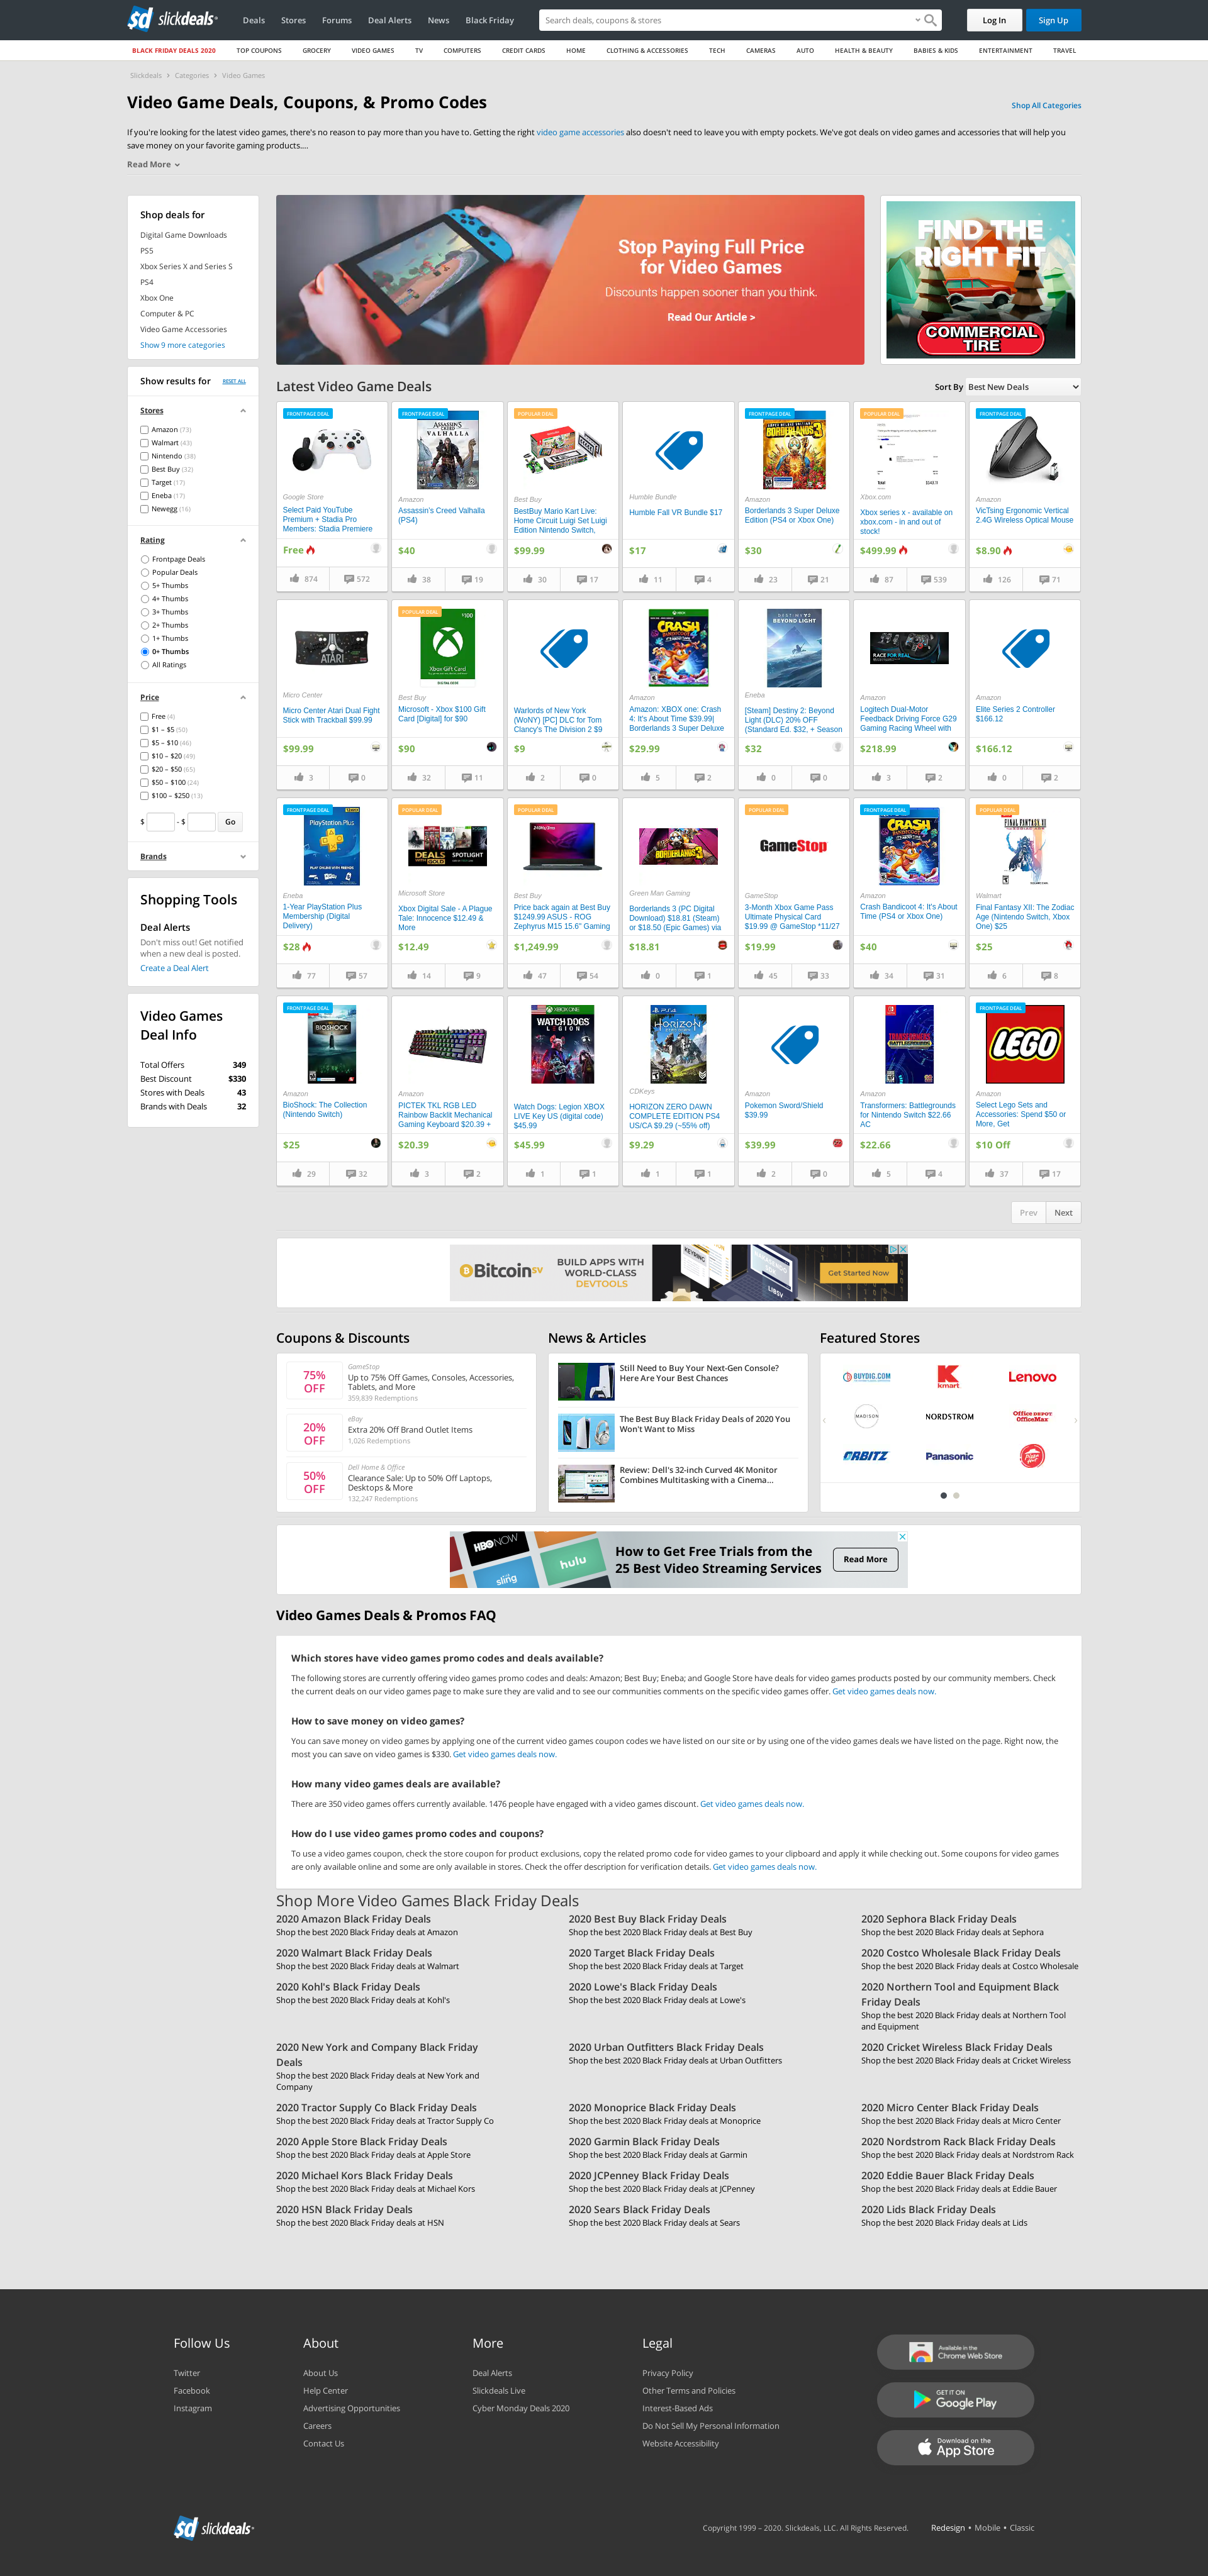 slickdeals
Deals
Stores
Forums
Deal Alerts
News
Black Friday
Search deals, coupons & stores
Log In
Sign Up
BLACK FRIDAY DEALS 2020
TOP COUPONS
GROCERY
VIDEO GAMES
TV
COMPUTERS
CREDIT CARDS
HOME
CLOTHING & ACCESSORIES
TECH
CAMERAS
AUTO
HEALTH & BEAUTY
BABIES & KIDS
ENTERTAINMENT
TRAVEL
Slickdeals > Categories > Video Games
Video Game Deals, Coupons, & Promo Codes
Shop All Categories
If you're looking for the latest video games, there's no reason to pay more than you have to. Getting the right video game accessories also doesn't need to leave you with empty pockets. We've got deals on video games and accessories that will help you
save money on your favorite gaming products....
Read More
Shop deals for
Digital Game Downloads
PS5
Xbox Series X and Series S
PS4
Xbox One
Computer & PC
Video Game Accessories
Show 9 more categories
Stop Paying Full Price
for Video Games
Discounts happen sooner than you think.
Read Our Article >
FIND THE
RIGHT FIT
COMMERCIAL
TIRE
Show results for
RESET ALL
Stores
Amazon (73)
Walmart (43)
Nintendo (38)
Best Buy (32)
Target (17)
Eneba (17)
Newegg (16)
Rating
Frontpage Deals
Popular Deals
5+ Thumbs
4+ Thumbs
3+ Thumbs
2+ Thumbs
1+ Thumbs
0+ Thumbs
All Ratings
Price
Free (4)
$1 – $5 (50)
$5 – $10 (46)
$10 – $20 (49)
$20 – $50 (65)
$50 – $100 (24)
$100 – $250 (13)
$ - $ Go
Brands
Shopping Tools
Deal Alerts
Don't miss out! Get notified
when a new deal is posted.
Create a Deal Alert
Video Games
Deal Info
Total Offers 349
Best Discount $330
Stores with Deals 43
Brands with Deals 32
Latest Video Game Deals
Sort By Best New Deals
FRONTPAGE DEAL
Google Store
Select Paid YouTube
Premium + Stadia Pro
Members: Stadia Premiere
Free
874 572
FRONTPAGE DEAL
Amazon
Assassin's Creed Valhalla
(PS4)
$40
38 19
POPULAR DEAL
Best Buy
BestBuy Mario Kart Live:
Home Circuit Luigi Set Luigi
Edition Nintendo Switch,
$99.99
30 17
Humble Bundle
Humble Fall VR Bundle $17
$17
11 4
FRONTPAGE DEAL
Amazon
Borderlands 3 Super Deluxe
Edition (PS4 or Xbox One)
$30
23 21
POPULAR DEAL
Xbox.com
Xbox series x - available on
xbox.com - in and out of
stock!
$499.99
87 539
FRONTPAGE DEAL
Amazon
VicTsing Ergonomic Vertical
2.4G Wireless Optical Mouse
$8.90
126 71
ATARI
Micro Center
Micro Center Atari Dual Fight
Stick with Trackball $99.99
$99.99
3 0
POPULAR DEAL
$100
Xbox Gift Card
Best Buy
Microsoft - Xbox $100 Gift
Card [Digital] for $90
$90
32 11
Warlords of New York
(WoNY) [PC] DLC for Tom
Clancy's The Division 2 $9
$9
2 0
CRASH
Amazon
Amazon: XBOX one: Crash
4: It's About Time $39.99|
Borderlands 3 Super Deluxe
$29.99
5 2
BEYOND LIGHT
Eneba
[Steam] Destiny 2: Beyond
Light (DLC) 20% OFF
(Standard Ed. $32, + Season
$32
0 0
RACE FOR REAL
Amazon
Logitech Dual-Motor
Feedback Driving Force G29
Gaming Racing Wheel with
$218.99
3 2
Amazon
Elite Series 2 Controller
$166.12
$166.12
0 2
FRONTPAGE DEAL
PlayStation Plus
Eneba
1-Year PlayStation Plus
Membership (Digital
Delivery)
$28
77 57
POPULAR DEAL
DEALS SPOTLIGHT
Microsoft Store
Xbox Digital Sale - A Plague
Tale: Innocence $12.49 &
More
$12.49
14 9
POPULAR DEAL
Best Buy
Price back again at Best Buy
$1249.99 ASUS - ROG
Zephyrus M15 15.6" Gaming
$1,249.99
47 54
BORDERLANDS 3
Green Man Gaming
Borderlands 3 (PC Digital
Download) $18.81 (Steam)
or $18.50 (Epic Games) via
$18.81
0 1
POPULAR DEAL
GameStop
GameStop
3-Month Xbox Game Pass
Ultimate Physical Card
$19.99 @ GameStop *11/27
$19.99
45 33
FRONTPAGE DEAL
CRASH
Amazon
Crash Bandicoot 4: It's About
Time (PS4 or Xbox One)
$40
34 31
POPULAR DEAL
FINAL FANTASY XII
Walmart
Final Fantasy XII: The Zodiac
Age (Nintendo Switch, Xbox
One) $25
$25
6 8
FRONTPAGE DEAL
BIOSHOCK
Amazon
BioShock: The Collection
(Nintendo Switch)
$25
29 32
Amazon
PICTEK TKL RGB LED
Rainbow Backlit Mechanical
Gaming Keyboard $20.39 +
$20.39
3 2
XBOX ONE
WATCH DOGS
LEGION
Watch Dogs: Legion XBOX
LIVE Key US (digital code)
$45.99
$45.99
1 1
PS4
HORIZON
CDKeys
HORIZON ZERO DAWN
COMPLETE EDITION PS4
US/CA $9.29 (~55% off)
$9.29
1 1
Amazon
Pokemon Sword/Shield
$39.99
$39.99
2 0
TRANSFORMERS
BATTLEGROUNDS
Amazon
Transformers: Battlegrounds
for Nintendo Switch $22.66
AC
$22.66
5 4
FRONTPAGE DEAL
LEGO
Amazon
Select Lego Sets and
Accessories: Spend $50 or
More, Get
$10 Off
37 17
Prev Next
Bitcoin SV
BUILD APPS WITH
WORLD-CLASS
DEVTOOLS
LIBSV
Get Started Now
Coupons & Discounts
75%
OFF
GameStop
Up to 75% Off Games, Consoles, Accessories,
Tablets, and More
359,839 Redemptions
20%
OFF
eBay
Extra 20% Off Brand Outlet Items
1,026 Redemptions
50%
OFF
Dell Home & Office
Clearance Sale: Up to 50% Off Laptops,
Desktops & More
132,247 Redemptions
News & Articles
Still Need to Buy Your Next-Gen Console?
Here Are Your Best Chances
The Best Buy Black Friday Deals of 2020 You
Won't Want to Miss
Review: Dell's 32-inch Curved 4K Monitor
Combines Multitasking with a Cinema...
Featured Stores
BUYDIG.COM
kmart
Lenovo
MADISON
NORDSTROM
Office DEPOT
OfficeMax
ORBITZ
Panasonic
Pizza Hut
HBO NOW
hulu
sling
How to Get Free Trials from the
25 Best Video Streaming Services
Read More
Video Games Deals & Promos FAQ
Which stores have video games promo codes and deals available?
The following stores are currently offering video games promo codes and deals: Amazon; Best Buy; Eneba; and Google Store have deals for video games products posted by our community members. Check
the current deals on our video games page to make sure they are valid and to see our communities comments on the specific video games offer. Get video games deals now.
How to save money on video games?
You can save money on video games by applying one of the current video games coupon codes we have listed on our site or by using one of the video games deals we have listed on the page. Right now, the
most you can save on video games is $330. Get video games deals now.
How many video games deals are available?
There are 350 video games offers currently available. 1476 people have engaged with a video games discount. Get video games deals now.
How do I use video games promo codes and coupons?
To use a video games coupon, check the store coupon for product exclusions, copy the related promo code for video games to your clipboard and apply it while checking out. Some coupons for video games
are only available online and some are only available in stores. Check the offer description for verification details. Get video games deals now.
Shop More Video Games Black Friday Deals
2020 Amazon Black Friday Deals
Shop the best 2020 Black Friday deals at Amazon
2020 Best Buy Black Friday Deals
Shop the best 2020 Black Friday deals at Best Buy
2020 Sephora Black Friday Deals
Shop the best 2020 Black Friday deals at Sephora
2020 Walmart Black Friday Deals
Shop the best 2020 Black Friday deals at Walmart
2020 Target Black Friday Deals
Shop the best 2020 Black Friday deals at Target
2020 Costco Wholesale Black Friday Deals
Shop the best 2020 Black Friday deals at Costco Wholesale
2020 Kohl's Black Friday Deals
Shop the best 2020 Black Friday deals at Kohl's
2020 Lowe's Black Friday Deals
Shop the best 2020 Black Friday deals at Lowe's
2020 Northern Tool and Equipment Black
Friday Deals
Shop the best 2020 Black Friday deals at Northern Tool
and Equipment
2020 New York and Company Black Friday
Deals
Shop the best 2020 Black Friday deals at New York and
Company
2020 Urban Outfitters Black Friday Deals
Shop the best 2020 Black Friday deals at Urban Outfitters
2020 Cricket Wireless Black Friday Deals
Shop the best 2020 Black Friday deals at Cricket Wireless
2020 Tractor Supply Co Black Friday Deals
Shop the best 2020 Black Friday deals at Tractor Supply Co
2020 Monoprice Black Friday Deals
Shop the best 2020 Black Friday deals at Monoprice
2020 Micro Center Black Friday Deals
Shop the best 2020 Black Friday deals at Micro Center
2020 Apple Store Black Friday Deals
Shop the best 2020 Black Friday deals at Apple Store
2020 Garmin Black Friday Deals
Shop the best 2020 Black Friday deals at Garmin
2020 Nordstrom Rack Black Friday Deals
Shop the best 2020 Black Friday deals at Nordstrom Rack
2020 Michael Kors Black Friday Deals
Shop the best 2020 Black Friday deals at Michael Kors
2020 JCPenney Black Friday Deals
Shop the best 2020 Black Friday deals at JCPenney
2020 Eddie Bauer Black Friday Deals
Shop the best 2020 Black Friday deals at Eddie Bauer
2020 HSN Black Friday Deals
Shop the best 2020 Black Friday deals at HSN
2020 Sears Black Friday Deals
Shop the best 2020 Black Friday deals at Sears
2020 Lids Black Friday Deals
Shop the best 2020 Black Friday deals at Lids
Follow Us
Twitter
Facebook
Instagram
About
About Us
Help Center
Advertising Opportunities
Careers
Contact Us
More
Deal Alerts
Slickdeals Live
Cyber Monday Deals 2020
Legal
Privacy Policy
Other Terms and Policies
Interest-Based Ads
Do Not Sell My Personal Information
Website Accessibility
Available in the
Chrome Web Store
GET IT ON
Google Play
Download on the
App Store
slickdeals
Copyright 1999 – 2020. Slickdeals, LLC. All Rights Reserved.
Redesign • Mobile • Classic